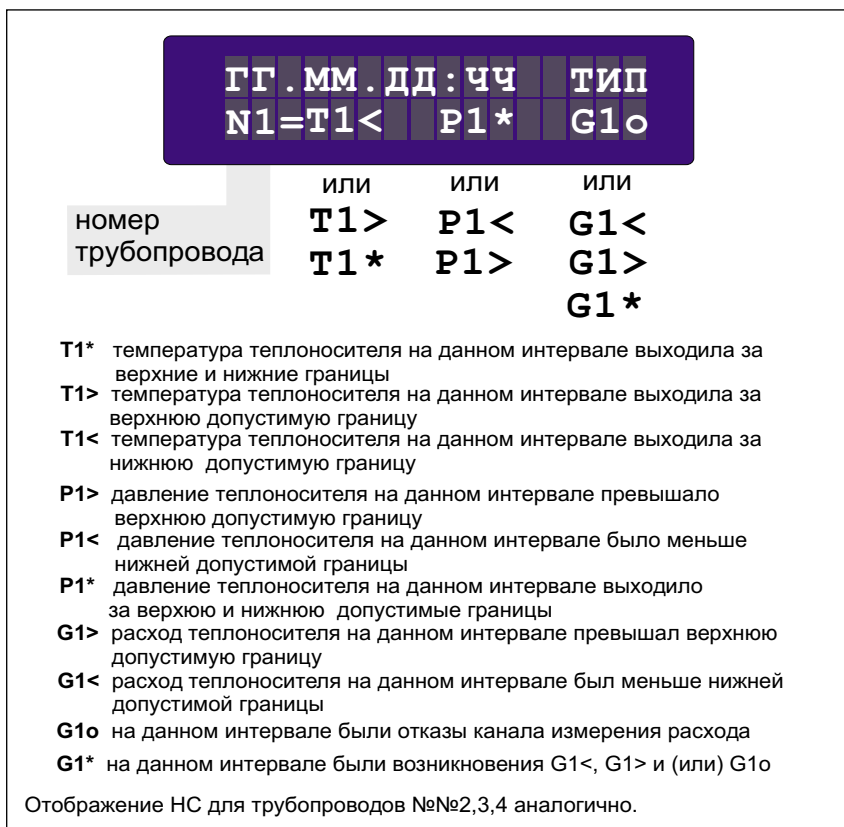 ГГ.ММ.ДД:ЧЧ ТИП
N1=T1< P1* G1o
или или или
номер трубопровода
T1> P1< G1<
T1* P1> G1>
G1*
T1* температура теплоносителя на данном интервале выходила за
верхние и нижние границы
T1> температура теплоносителя на данном интервале выходила за
верхнюю допустимую границу
T1< температура теплоносителя на данном интервале выходила за
нижнюю допустимую границу
P1> давление теплоносителя на данном интервале превышало
верхнюю допустимую границу
P1< давление теплоносителя на данном интервале было меньше
нижней допустимой границы
P1* давление теплоносителя на данном интервале выходило
за верхюю и нижнюю допустимые границы
G1> расход теплоносителя на данном интервале превышал верхнюю
допустимую границу
G1< расход теплоносителя на данном интервале был меньше нижней
допустимой границы
G1o на данном интервале были отказы канала измерения расхода
G1* на данном интервале были возникновения G1<, G1> и (или) G1o
Отображение НС для трубопроводов №№2,3,4 аналогично.